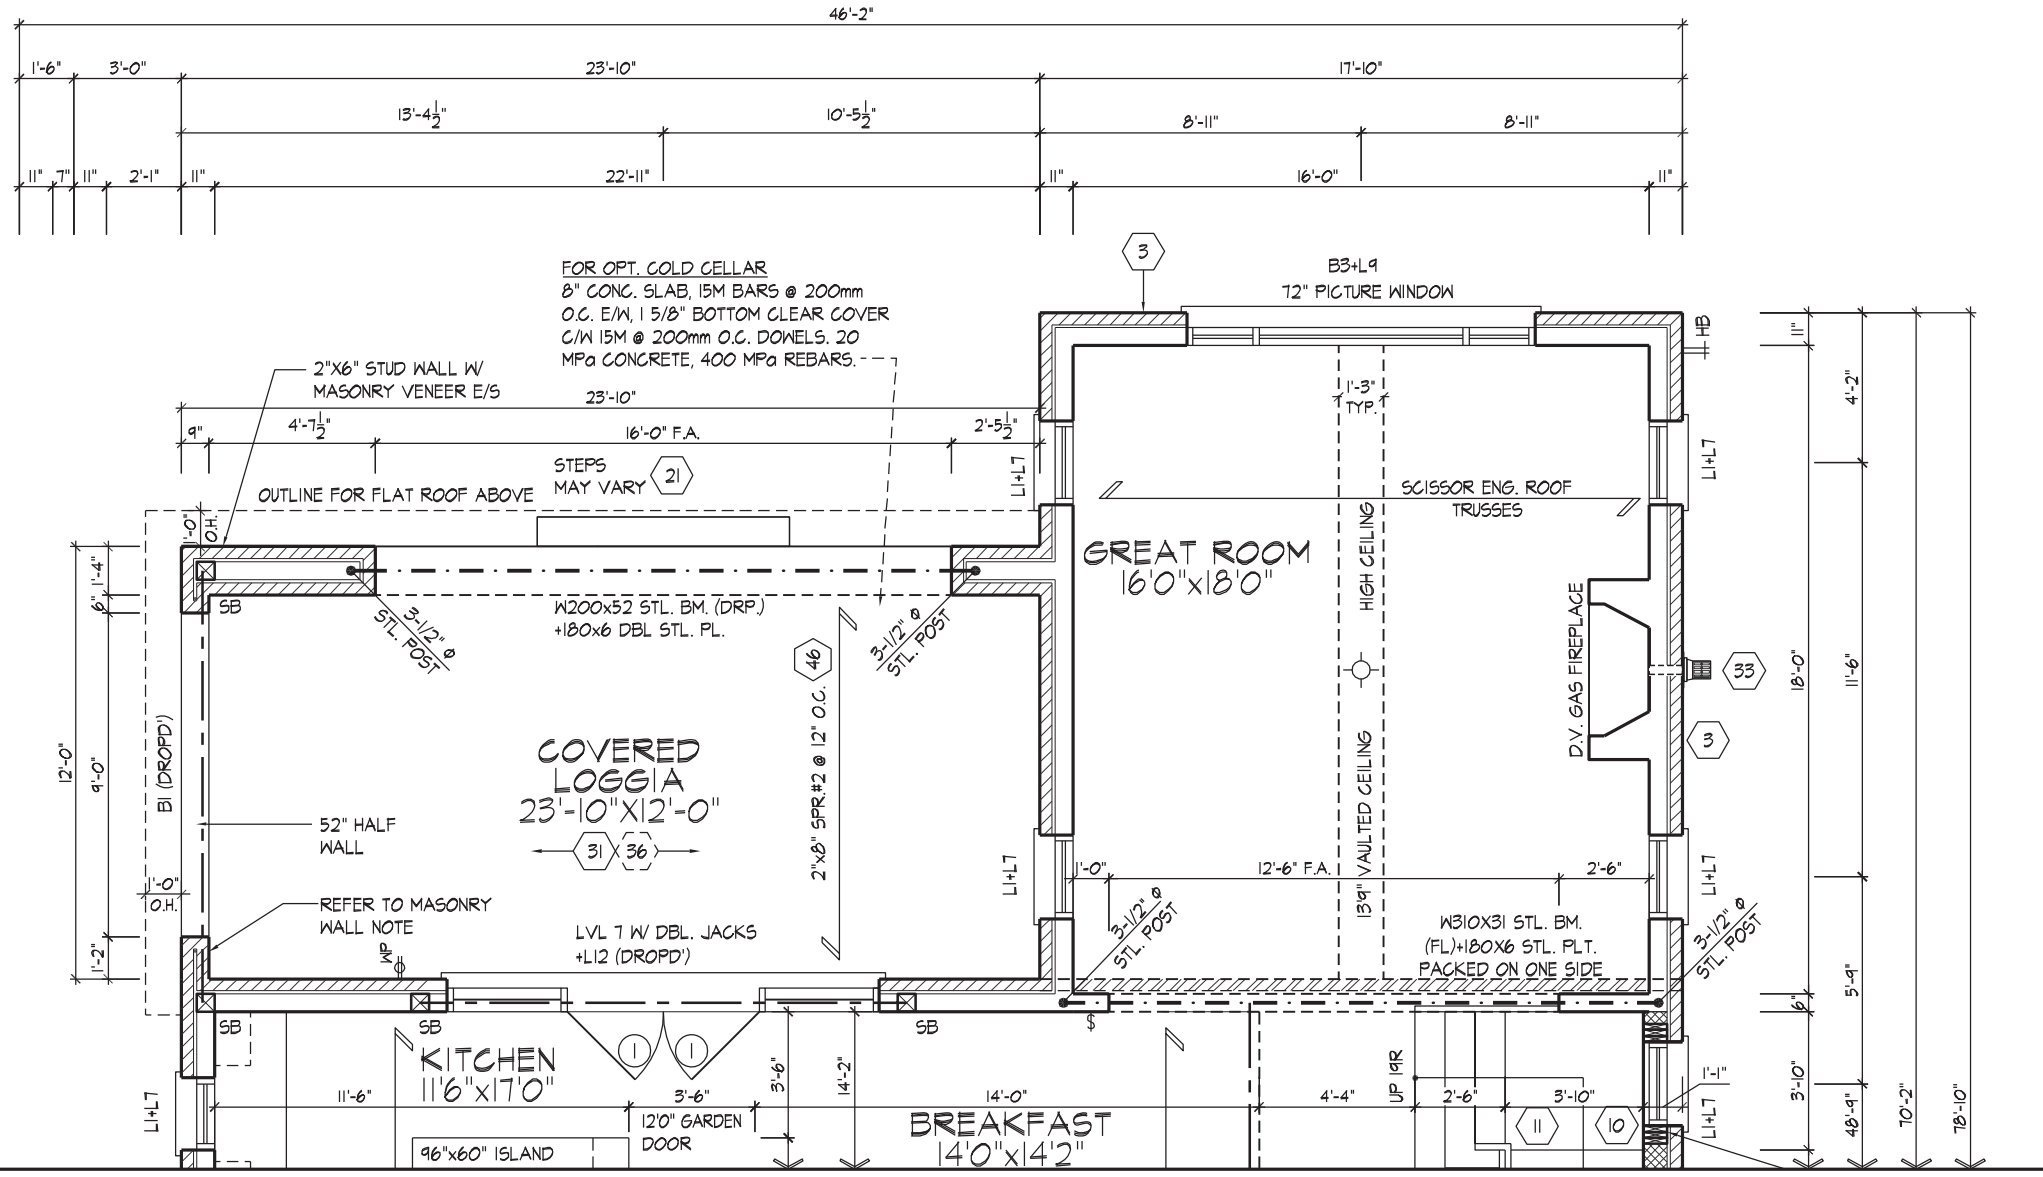 46'-2"
1'-6" 3'-0" 23'-10" 17'-10"
13'-4 1/2" 10'-5 1/2" 8'-11" 8'-11"
11" 7" 11" 2'-1" 11" 22'-11" 11" 16'-0" 11"
3
B3+L9
72" PICTURE WINDOW
HB
FOR OPT. COLD CELLAR
8" CONC. SLAB, 15M BARS @ 200mm
O.C. E/W, 1 5/8" BOTTOM CLEAR COVER
C/W 15M @ 200mm O.C. DOWELS. 20
MPa CONCRETE, 400 MPa REBARS.
2"X6" STUD WALL W/
MASONRY VENEER E/S
23'-10"
9" 4'-7 1/2" 16'-0" F.A. 2'-5 1/2"
STEPS
MAY VARY
21
OUTLINE FOR FLAT ROOF ABOVE
1'-0"
O.H.
1'-3"
TYP.
L1+L7
L1+L7
SCISSOR ENG. ROOF
TRUSSES
GREAT ROOM
16'0"x18'0"
HIGH CEILING
13'9" VAULTED CEILING
D.V. GAS FIREPLACE
33
3
11"
4'-2"
18'-0"
11'-6"
SB
W200x52 STL. BM. (DRP.)
+180x6 DBL STL. PL.
3-1/2" Ø
STL. POST
3-1/2" Ø
STL. POST
46
2"x8" SPR.#2 @ 12" O.C.
1'-4"
6"
12'-0"
9'-0"
1'-2"
B1 (DROPD')
COVERED
LOGGIA
23'-10"X12'-0"
31 36
52" HALF
WALL
1'-0"
O.H.
REFER TO MASONRY
WALL NOTE
WP
LVL 7 W/ DBL. JACKS
+L12 (DROPD')
L1+L7
L1+L7
1'-0" 12'-6" F.A. 2'-6"
3-1/2" Ø
STL. POST
W310X31 STL. BM.
(FL)+180X6 STL. PLT.
PACKED ON ONE SIDE
3-1/2" Ø
STL. POST
SB SB SB
$
KITCHEN
11'6"x17'0"
1 1
3'-6"
14'-2"
UP 19R
6"
5'-9"
3'-10"
48'-9"
70'-2"
78'-10"
1'-1"
11'-6" 3'-6" 14'-0" 4'-4" 2'-6" 3'-10"
L1+L7
L1+L7
12'0" GARDEN
DOOR
BREAKFAST
14'0"x14'2"
11
10
96"x60" ISLAND